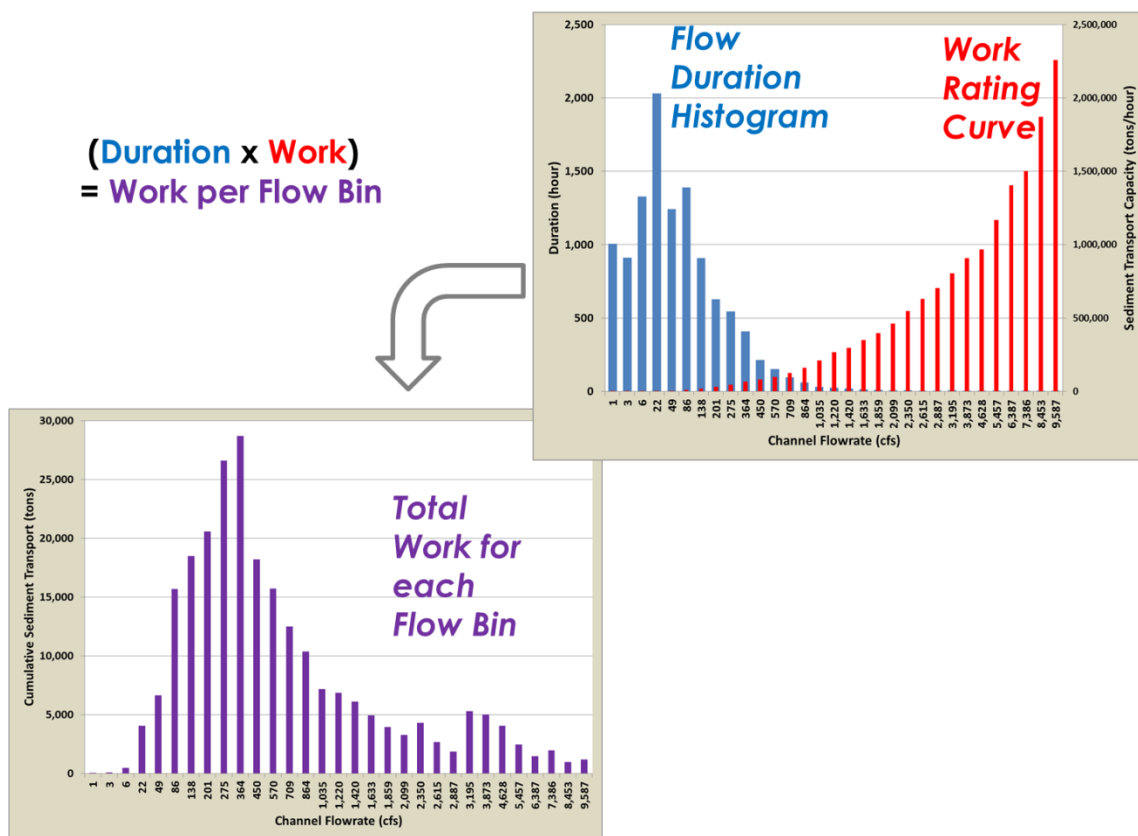 (Duration x Work)
= Work per Flow Bin
Flow
Duration
Histogram
Work
Rating
Curve
2,500
2,000
1,500
1,000
500
0
Duration (hour)
2,500,000
2,000,000
1,500,000
1,000,000
500,000
0
Sediment Transport Capacity (tons/hour)
1 3 6 22 49 86 138 201 275 364 450 570 709 864 1,035 1,220 1,420 1,633 1,859 2,099 2,350 2,615 2,887 3,195 3,873 4,628 5,457 6,387 7,386 8,453 9,587
Channel Flowrate (cfs)
30,000
25,000
20,000
15,000
10,000
5,000
0
Cumulative Sediment Transport (tons)
Total
Work for
each
Flow Bin
1 3 6 22 49 86 138 201 275 364 450 570 709 864 1,035 1,220 1,420 1,633 1,859 2,099 2,350 2,615 2,887 3,195 3,873 4,628 5,457 6,387 7,386 8,453 9,587
Channel Flowrate (cfs)